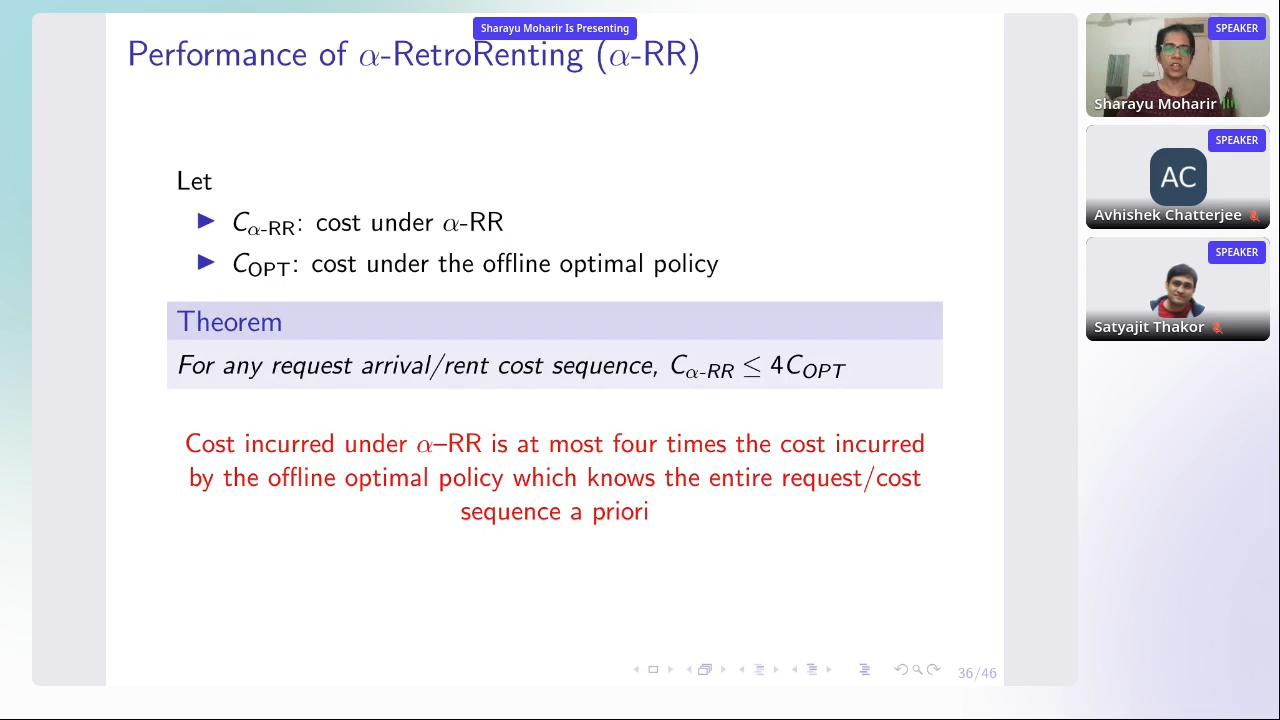 Sharayu Moharir Is Presenting
Performance of α-RetroRenting (α-RR)
Let
C_α-RR: cost under α-RR
C_OPT: cost under the offline optimal policy
Theorem
For any request arrival/rent cost sequence, C_α-RR ≤ 4C_OPT
Cost incurred under α–RR is at most four times the cost incurred
by the offline optimal policy which knows the entire request/cost
sequence a priori
36/46
SPEAKER
Sharayu Moharir
SPEAKER
AC
Avhishek Chatterjee
SPEAKER
Satyajit Thakor